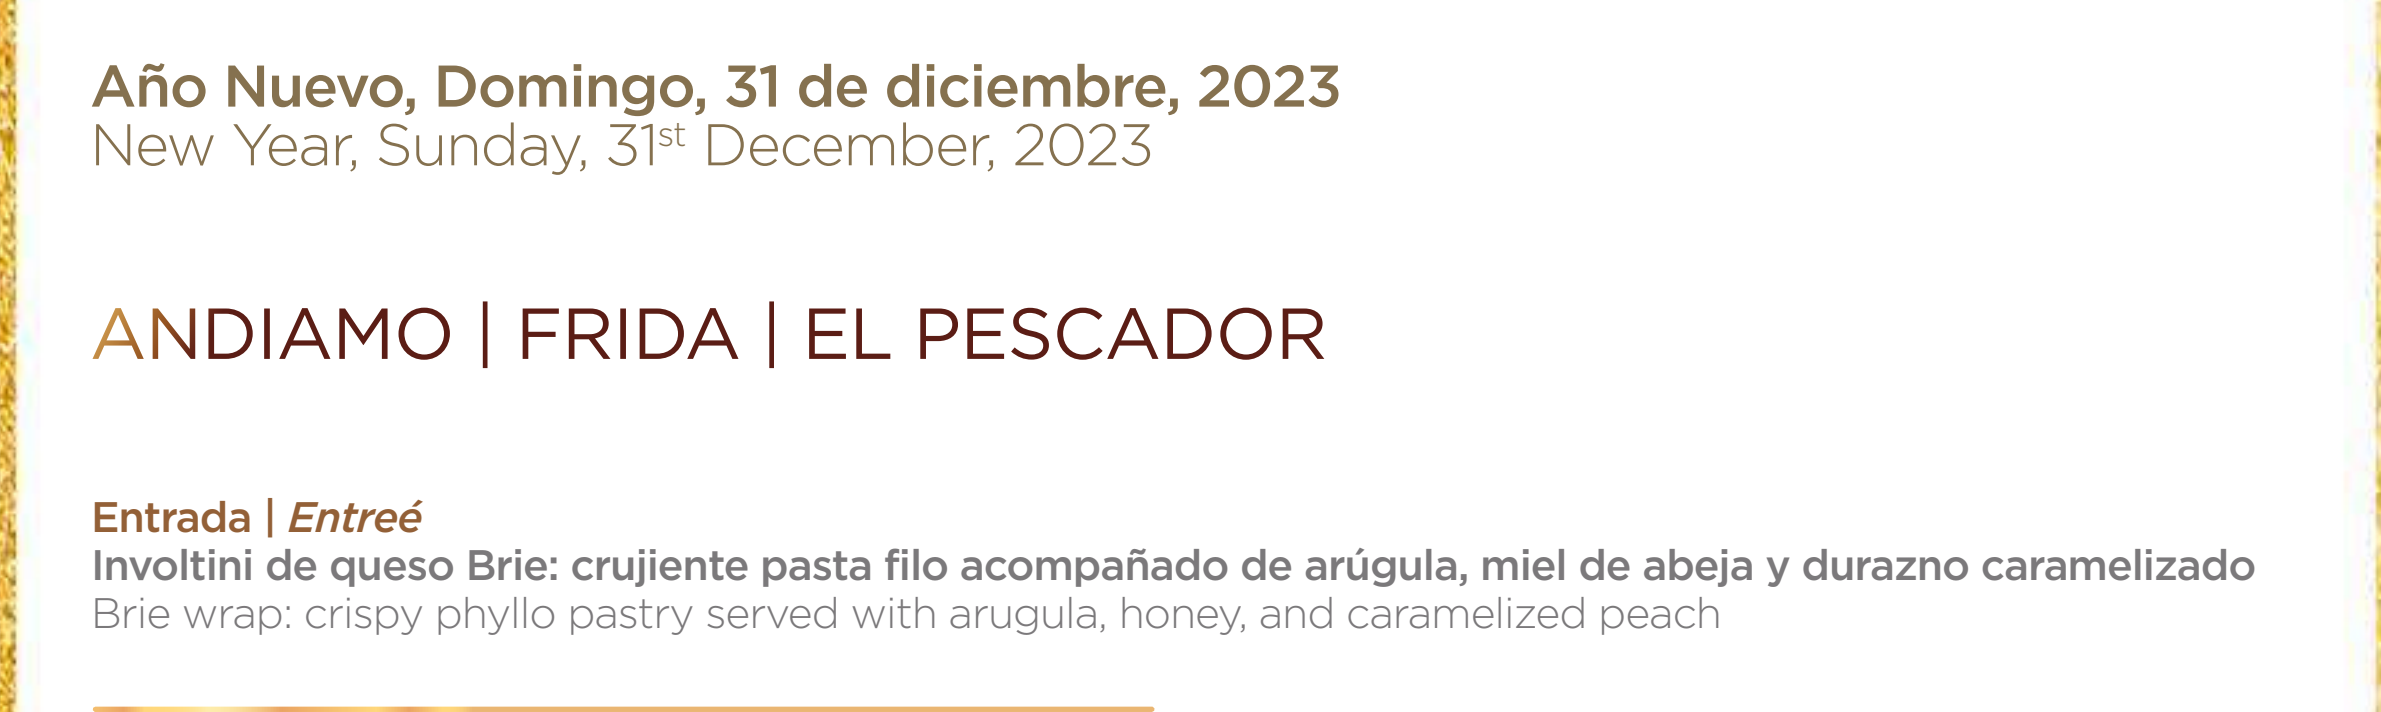 Año Nuevo, Domingo, 31 de diciembre, 2023
New Year, Sunday, 31st December, 2023
ANDIAMO | FRIDA | EL PESCADOR
Entrada | Entreé
Involtini de queso Brie: crujiente pasta filo acompañado de arúgula, miel de abeja y durazno caramelizado
Brie wrap: crispy phyllo pastry served with arugula, honey, and caramelized peach